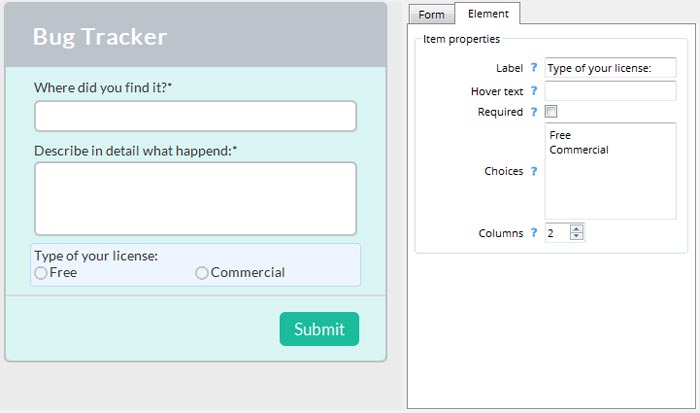 Bug Tracker
Where did you find it?*
Describe in detail what happend:*
Type of your license:
Free
Commercial
Submit
Form
Element
Item properties
Label ? Type of your license:
Hover text ?
Required ?
Choices ?
Free
Commercial
Columns ? 2